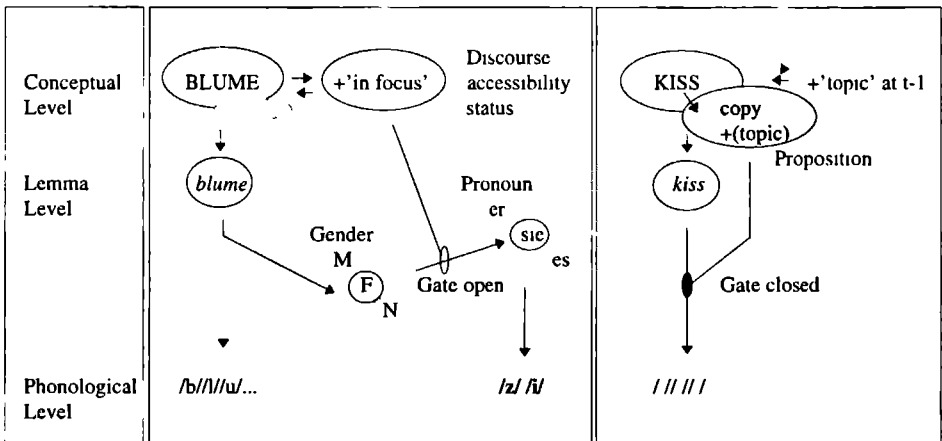 Conceptual
Level
Lemma
Level
Phonological
Level
BLUME
+'in focus'
Discourse
accessibility
status
blume
Pronoun
er
sie
es
Gender
M
F
N
Gate open
/b//l//u/...
/z/ /i/
KISS
+'topic' at t-1
copy
+(topic)
Proposition
kiss
Gate closed
/ // // /